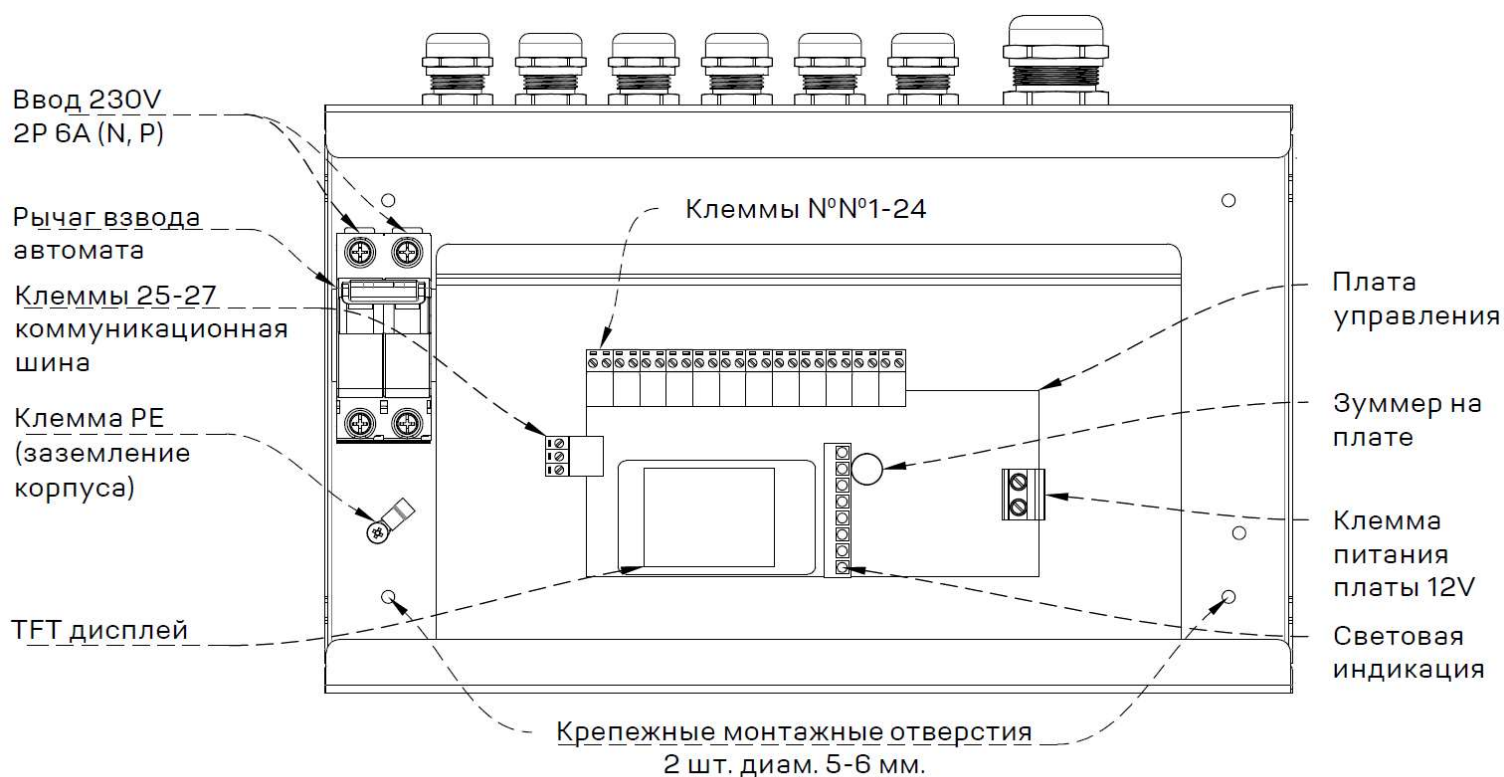 Ввод 230V
2P 6A (N, P)
Рычаг взвода
автомата
Клеммы 25-27
коммуникационная
шина
Клемма PE
(заземление
корпуса)
TFT дисплей
Клеммы №№1-24
Плата
управления
Зуммер на
плате
Клемма
питания
платы 12V
Световая
индикация
Крепежные монтажные отверстия
2 шт. диам. 5-6 мм.